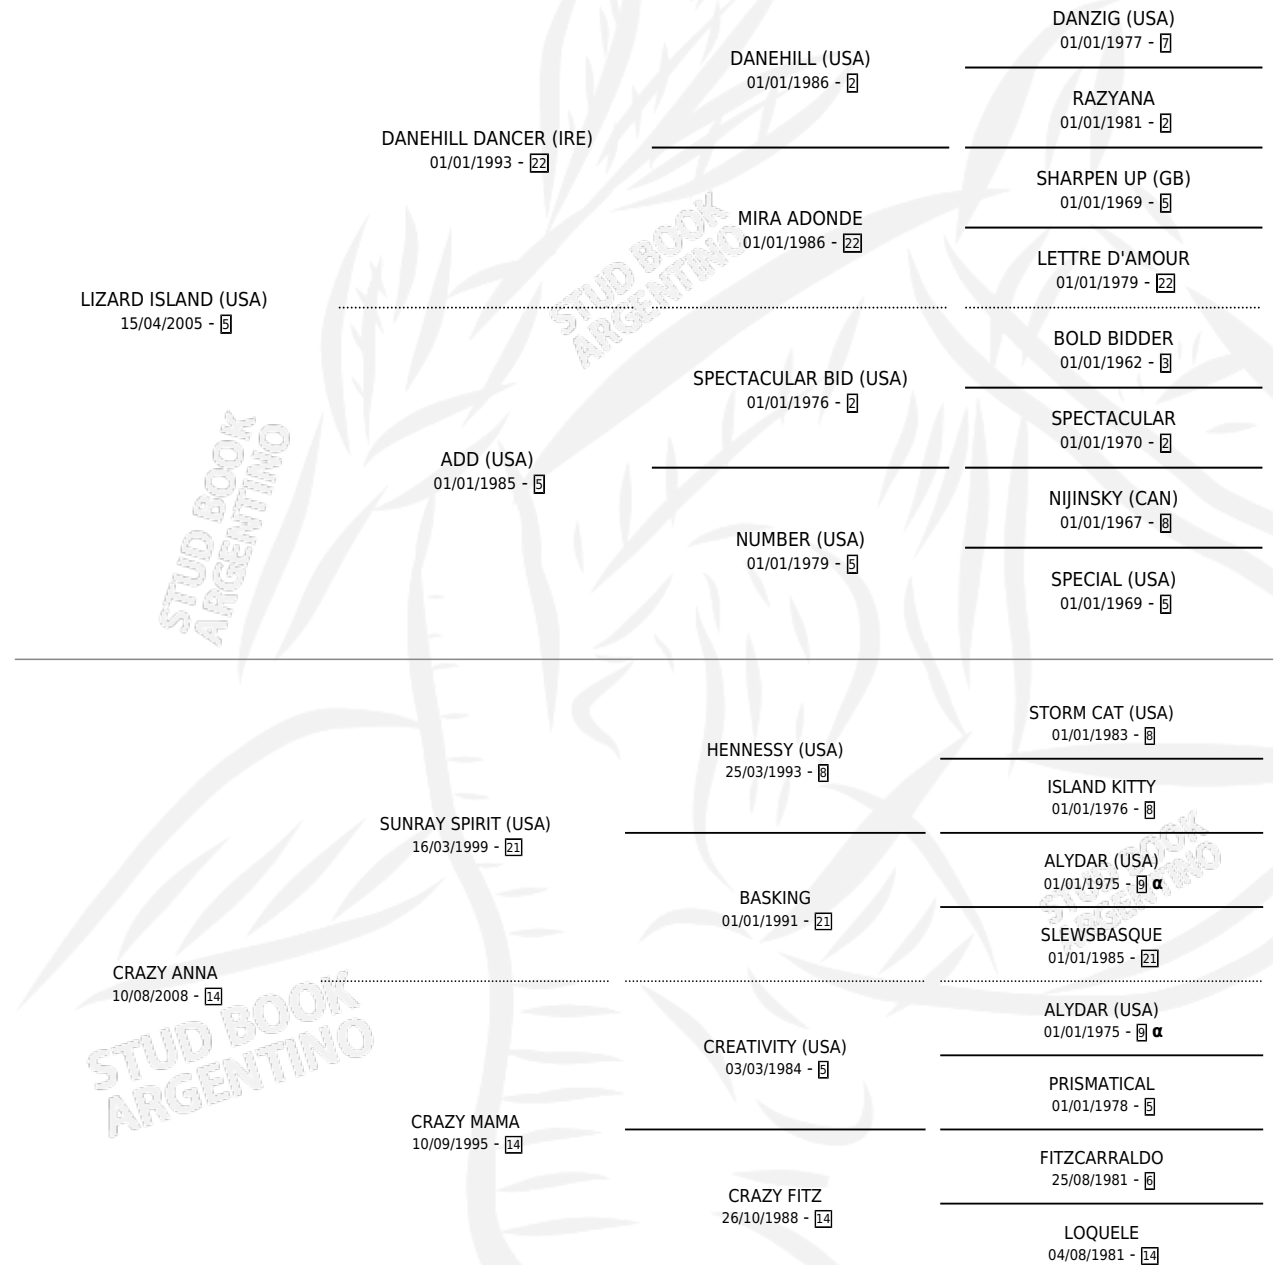 DANZIG (USA)
01/01/1977 - 7
DANEHILL (USA)
01/01/1986 - 2
RAZYANA
01/01/1981 - 2
DANEHILL DANCER (IRE)
01/01/1993 - 22
SHARPEN UP (GB)
01/01/1969 - 5
MIRA ADONDE
01/01/1986 - 22
LETTRE D'AMOUR
01/01/1979 - 22
LIZARD ISLAND (USA)
15/04/2005 - 5
BOLD BIDDER
01/01/1962 - 3
SPECTACULAR BID (USA)
01/01/1976 - 2
SPECTACULAR
01/01/1970 - 2
ADD (USA)
01/01/1985 - 5
NIJINSKY (CAN)
01/01/1967 - 8
NUMBER (USA)
01/01/1979 - 5
SPECIAL (USA)
01/01/1969 - 5
STORM CAT (USA)
01/01/1983 - 8
HENNESSY (USA)
25/03/1993 - 8
ISLAND KITTY
01/01/1976 - 8
SUNRAY SPIRIT (USA)
16/03/1999 - 21
ALYDAR (USA)
01/01/1975 - 9 α
BASKING
01/01/1991 - 21
SLEWSBASQUE
01/01/1985 - 21
CRAZY ANNA
10/08/2008 - 14
ALYDAR (USA)
01/01/1975 - 9 α
CREATIVITY (USA)
03/03/1984 - 5
PRISMATICAL
01/01/1978 - 5
CRAZY MAMA
10/09/1995 - 14
FITZCARRALDO
25/08/1981 - 6
CRAZY FITZ
26/10/1988 - 14
LOQUELE
04/08/1981 - 14
STUD BOOK
ARGENTINO
STUD BOOK
ARGENTINO
STUD BOOK
ARGENTINO
STUD BOOK
ARGENTINO